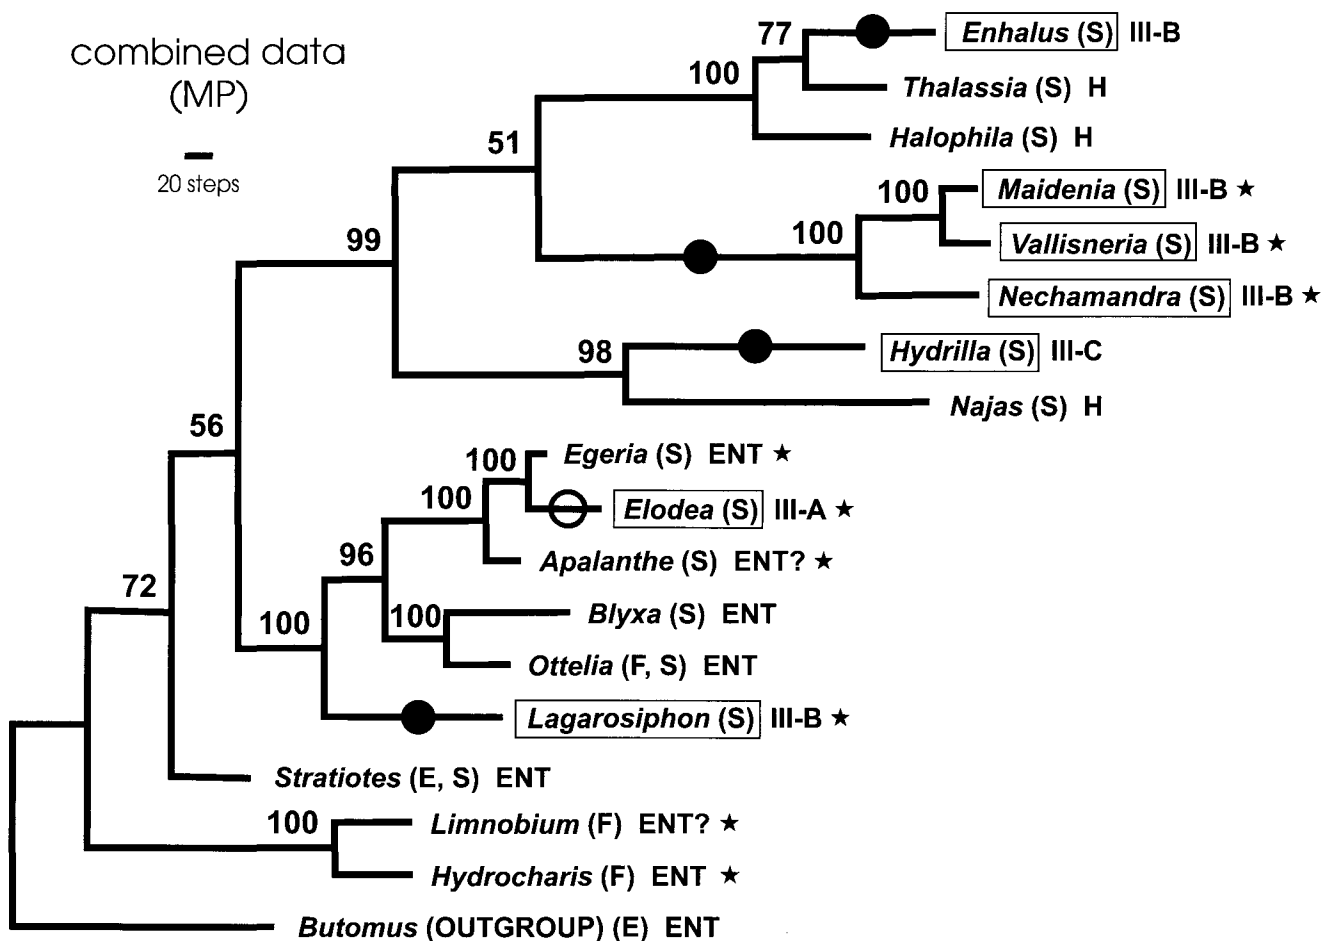 combined data
(MP)
20 steps
77
Enhalus (S) III-B
100
Thalassia (S) H
Halophila (S) H
51
100
Maidenia (S) III-B ★
99
100
Vallisneria (S) III-B ★
Nechamandra (S) III-B ★
98
Hydrilla (S) III-C
Najas (S) H
56
100
Egeria (S) ENT ★
100
Elodea (S) III-A ★
96
Apalanthe (S) ENT? ★
72
100
100
Blyxa (S) ENT
Ottelia (F, S) ENT
Lagarosiphon (S) III-B ★
Stratiotes (E, S) ENT
100
Limnobium (F) ENT? ★
Hydrocharis (F) ENT ★
Butomus (OUTGROUP) (E) ENT